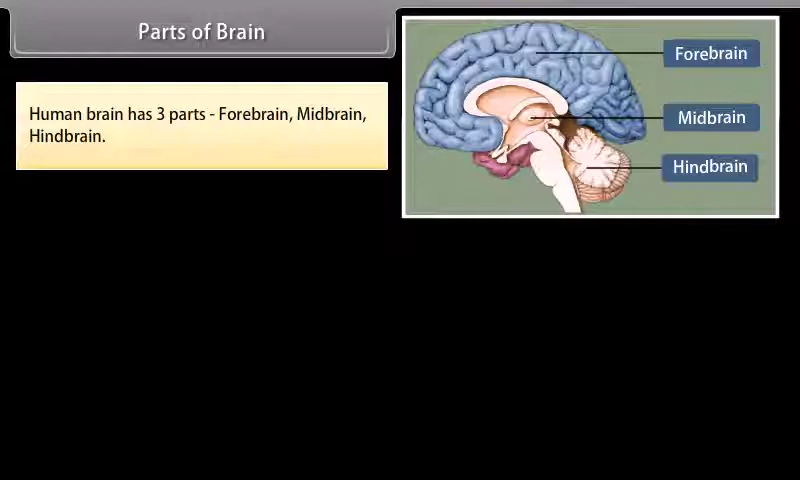 Parts of Brain
Human brain has 3 parts - Forebrain, Midbrain,
Hindbrain.
Forebrain
Midbrain
Hindbrain